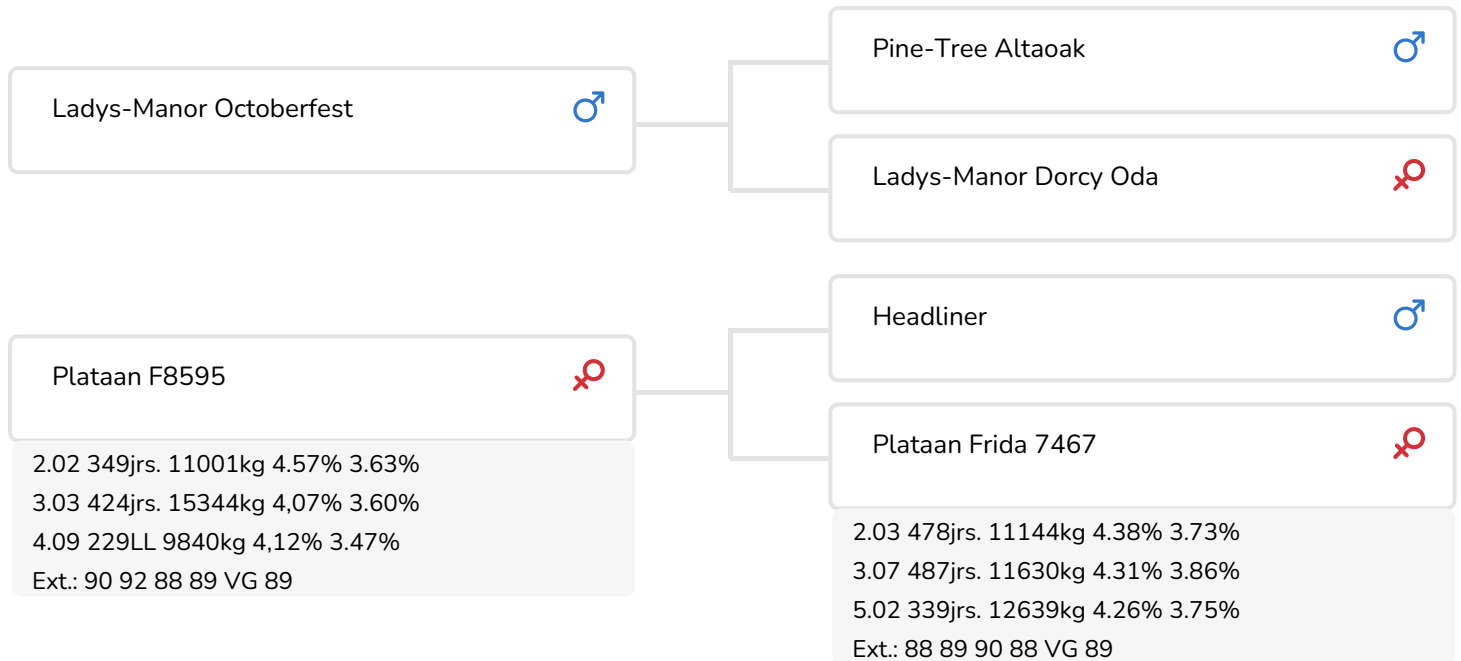 Pine-Tree Altaoak
Ladys-Manor Octoberfest
Ladys-Manor Dorcy Oda
Headliner
Plataan F8595
2.02 349jrs. 11001kg 4.57% 3.63%
3.03 424jrs. 15344kg 4,07% 3.60%
4.09 229LL 9840kg 4,12% 3.47%
Ext.: 90 92 88 89 VG 89
Plataan Frida 7467
2.03 478jrs. 11144kg 4.38% 3.73%
3.07 487jrs. 11630kg 4.31% 3.86%
5.02 339jrs. 12639kg 4.26% 3.75%
Ext.: 88 89 90 88 VG 89